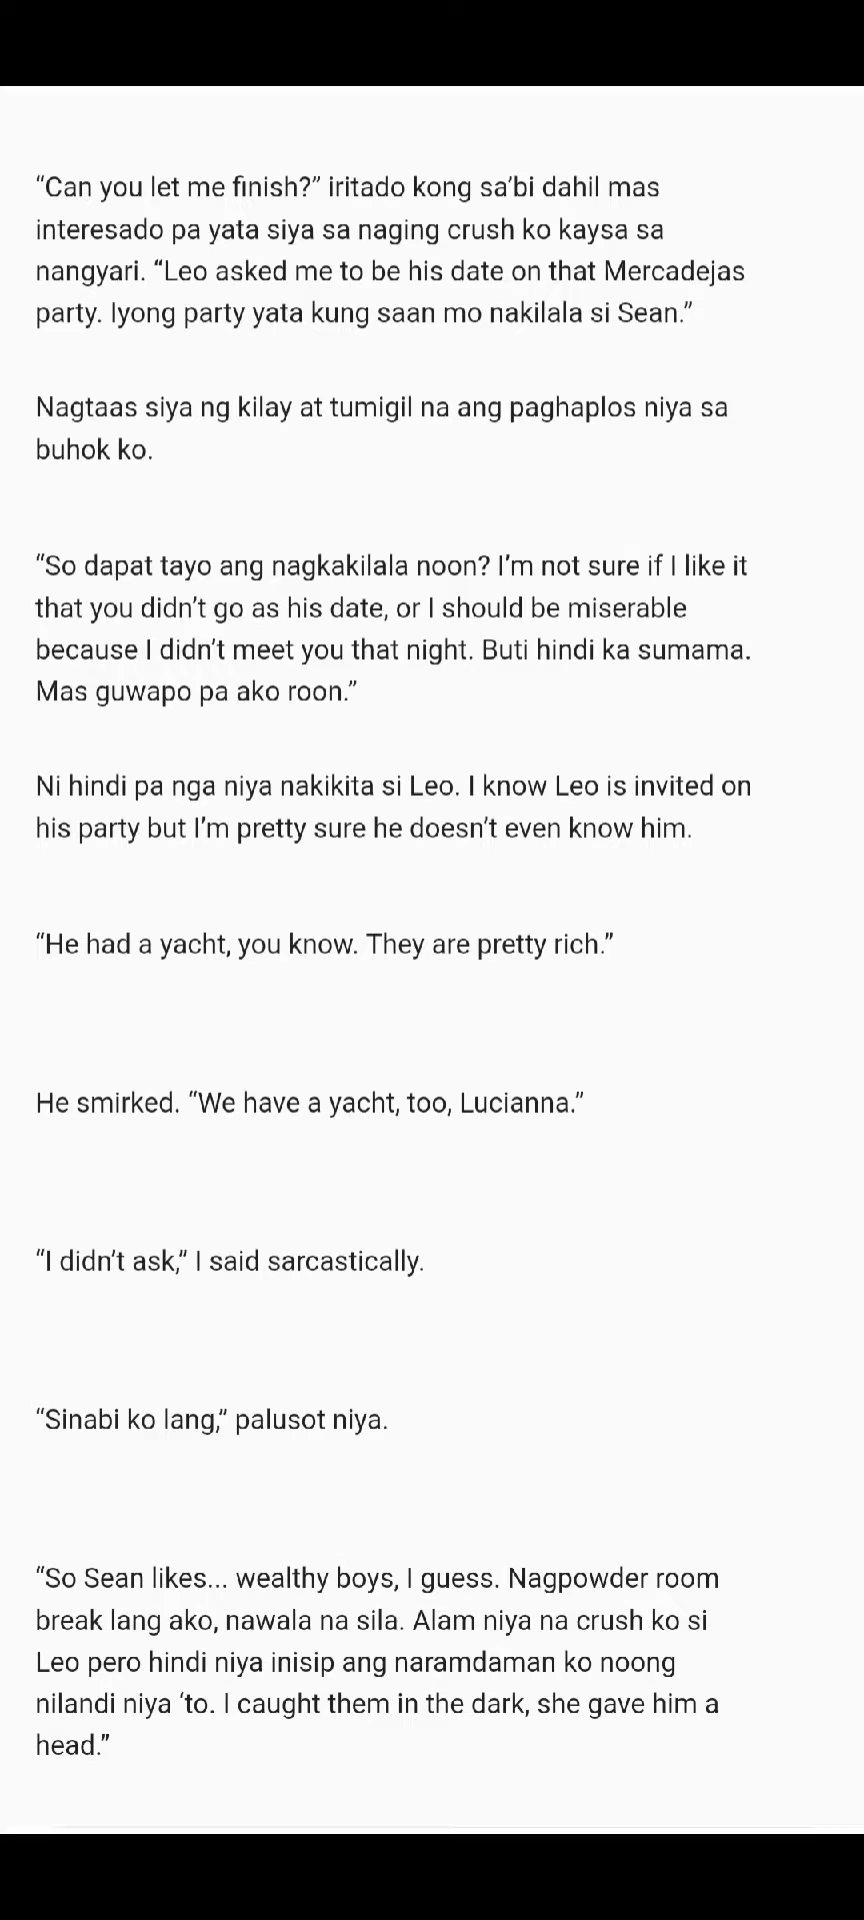 “Can you let me finish?” iritado kong sa’bi dahil mas
interesado pa yata siya sa naging crush ko kaysa sa
nangyari. “Leo asked me to be his date on that Mercadejas
party. Iyong party yata kung saan mo nakilala si Sean.”
Nagtaas siya ng kilay at tumigil na ang paghaplos niya sa
buhok ko.
“So dapat tayo ang nagkakilala noon? I’m not sure if I like it
that you didn’t go as his date, or I should be miserable
because I didn’t meet you that night. Buti hindi ka sumama.
Mas guwapo pa ako roon.”
Ni hindi pa nga niya nakikita si Leo. I know Leo is invited on
his party but I’m pretty sure he doesn’t even know him.
“He had a yacht, you know. They are pretty rich.”
He smirked. “We have a yacht, too, Lucianna.”
“I didn’t ask,” I said sarcastically.
“Sinabi ko lang,” palusot niya.
“So Sean likes... wealthy boys, I guess. Nagpowder room
break lang ako, nawala na sila. Alam niya na crush ko si
Leo pero hindi niya inisip ang naramdaman ko noong
nilandi niya ‘to. I caught them in the dark, she gave him a
head.”